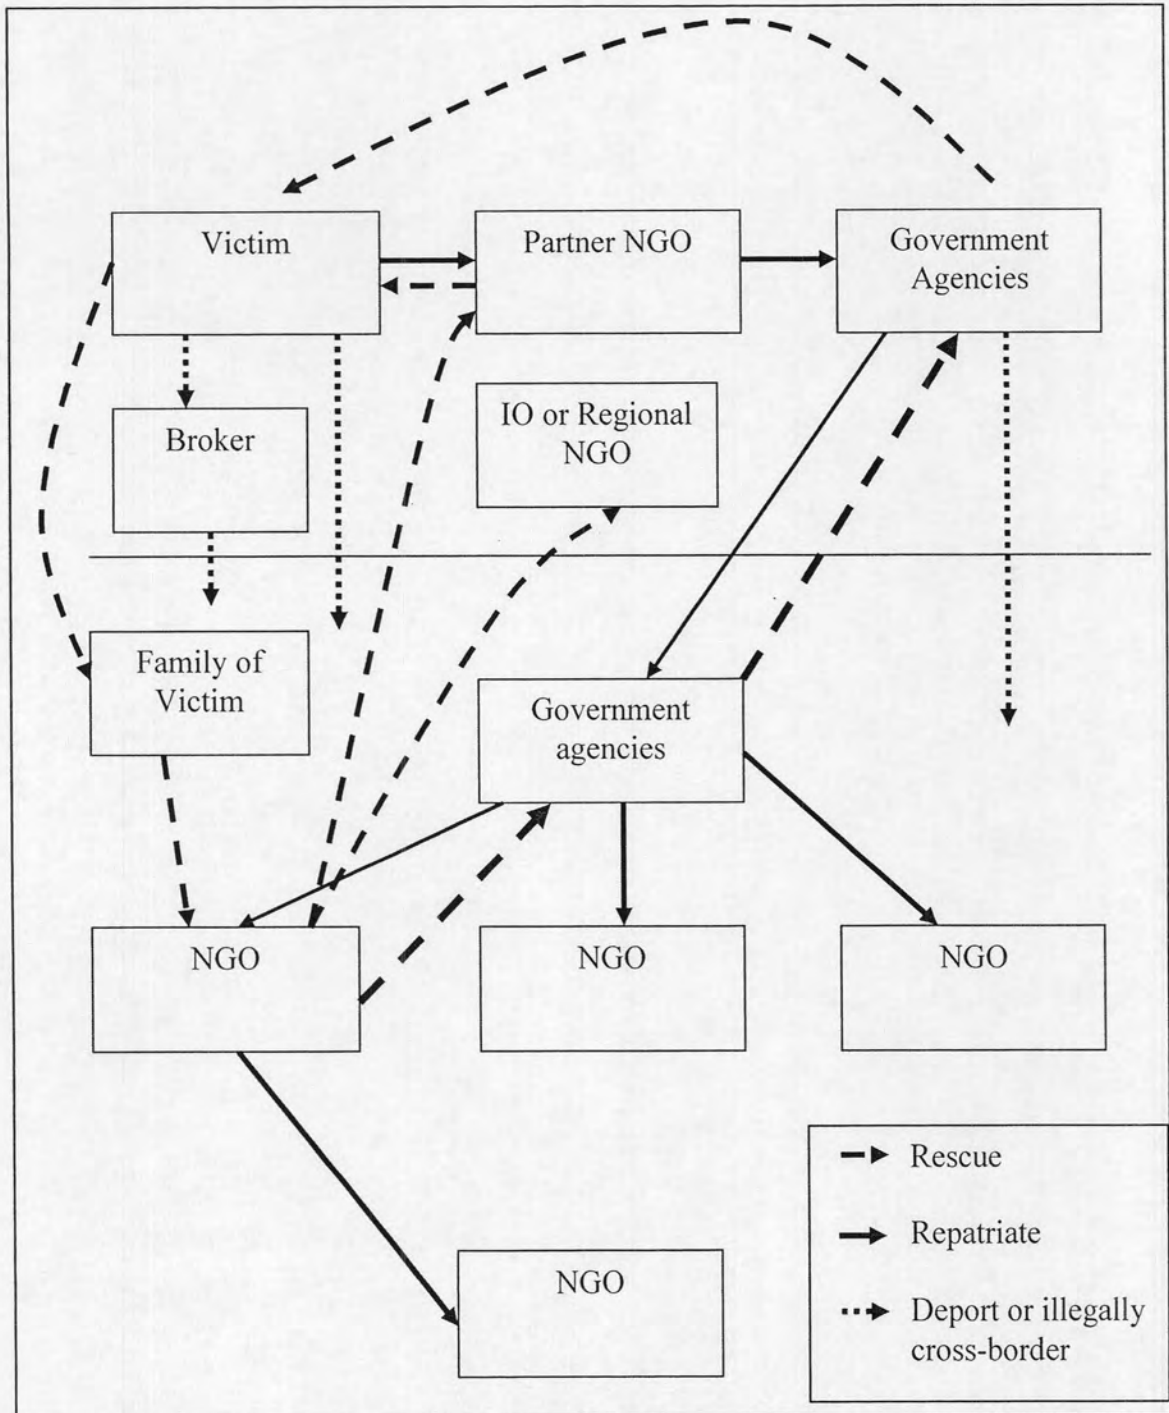 Victim
Partner NGO
Government
Agencies
Broker
IO or Regional
NGO
Family of
Victim
Government
agencies
NGO
NGO
NGO
NGO
Rescue
Repatriate
Deport or illegally
cross-border